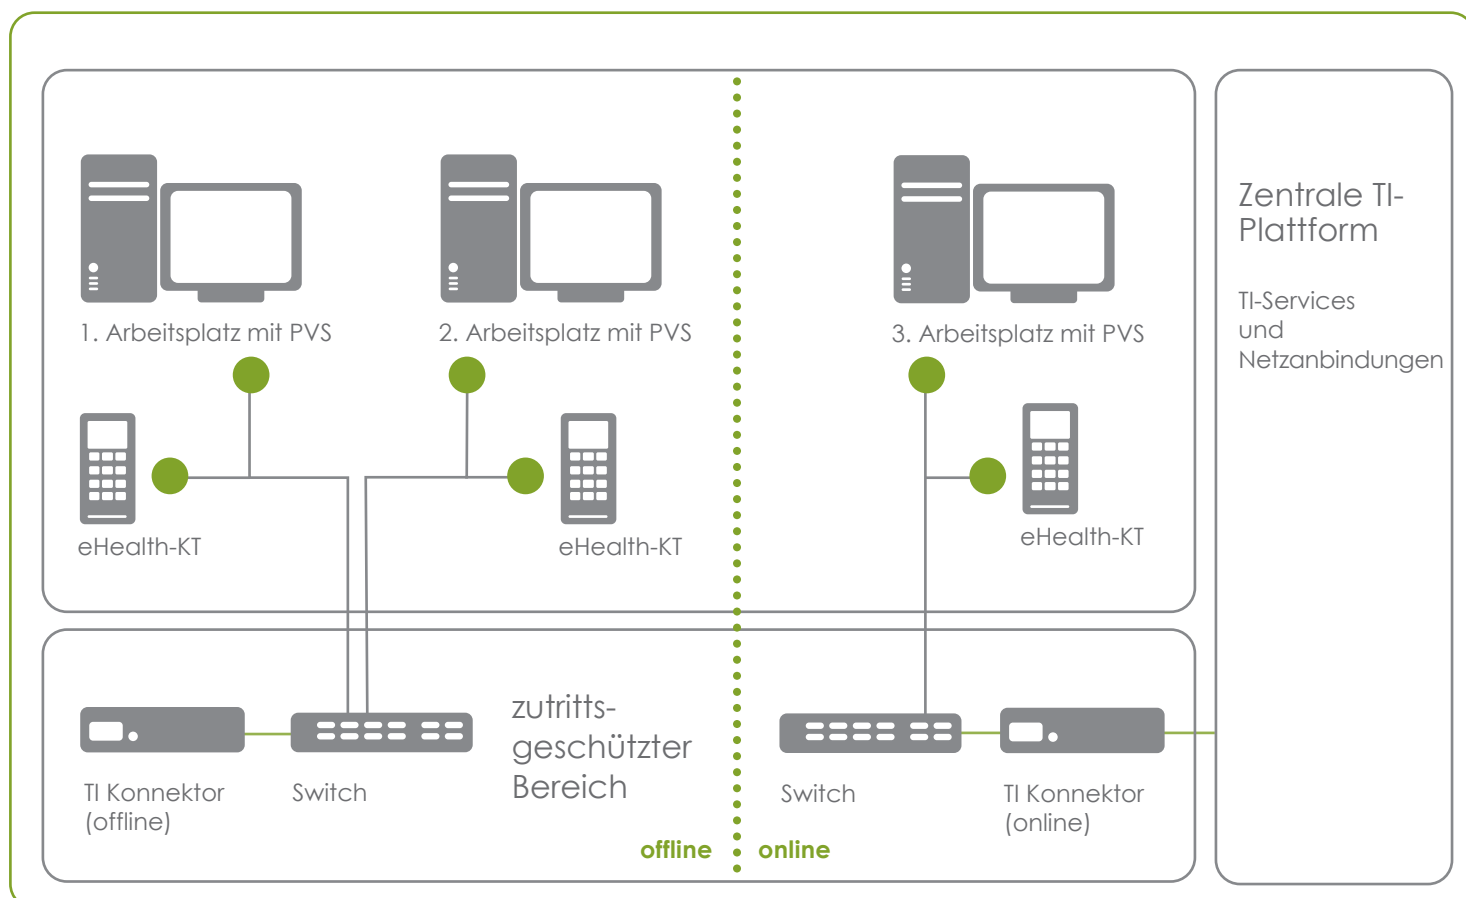 1. Arbeitsplatz mit PVS
2. Arbeitsplatz mit PVS
3. Arbeitsplatz mit PVS
eHealth-KT
eHealth-KT
eHealth-KT
Zentrale TI-
Plattform
TI-Services
und
Netzanbindungen
TI Konnektor
(offline)
Switch
zutritts-
geschützter
Bereich
offline
online
Switch
TI Konnektor
(online)